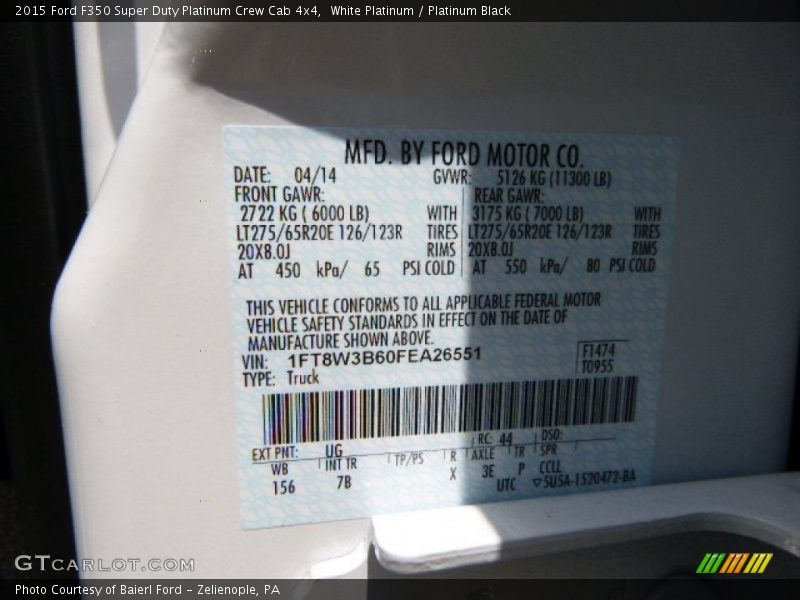 2015 Ford F350 Super Duty Platinum Crew Cab 4x4, White Platinum / Platinum Black
MFD. BY FORD MOTOR CO.
DATE: 04/14 GVWR: 5126 KG (11300 LB)
FRONT GAWR: REAR GAWR:
2722 KG ( 6000 LB) WITH 3175 KG ( 7000 LB) WITH
LT275/65R20E 126/123R TIRES LT275/65R20E 126/123R TIRES
20X8.0J RIMS 20X8.0J RIMS
AT 450 kPa/ 65 PSI COLD AT 550 kPa/ 80 PSI COLD
THIS VEHICLE CONFORMS TO ALL APPLICABLE FEDERAL MOTOR
VEHICLE SAFETY STANDARDS IN EFFECT ON THE DATE OF
MANUFACTURE SHOWN ABOVE.
VIN: 1FT8W3B60FEA26551 F1474
TYPE: Truck T0955
EXT PNT: UG RC: 44 DSO:
WB INT TR TP/PS R AXLE TR SPR
156 7B X 3E P CCLL
UTC ▽5U5A-1520472-BA
GTCARLOT.COM
Photo Courtesy of Baierl Ford - Zelienople, PA